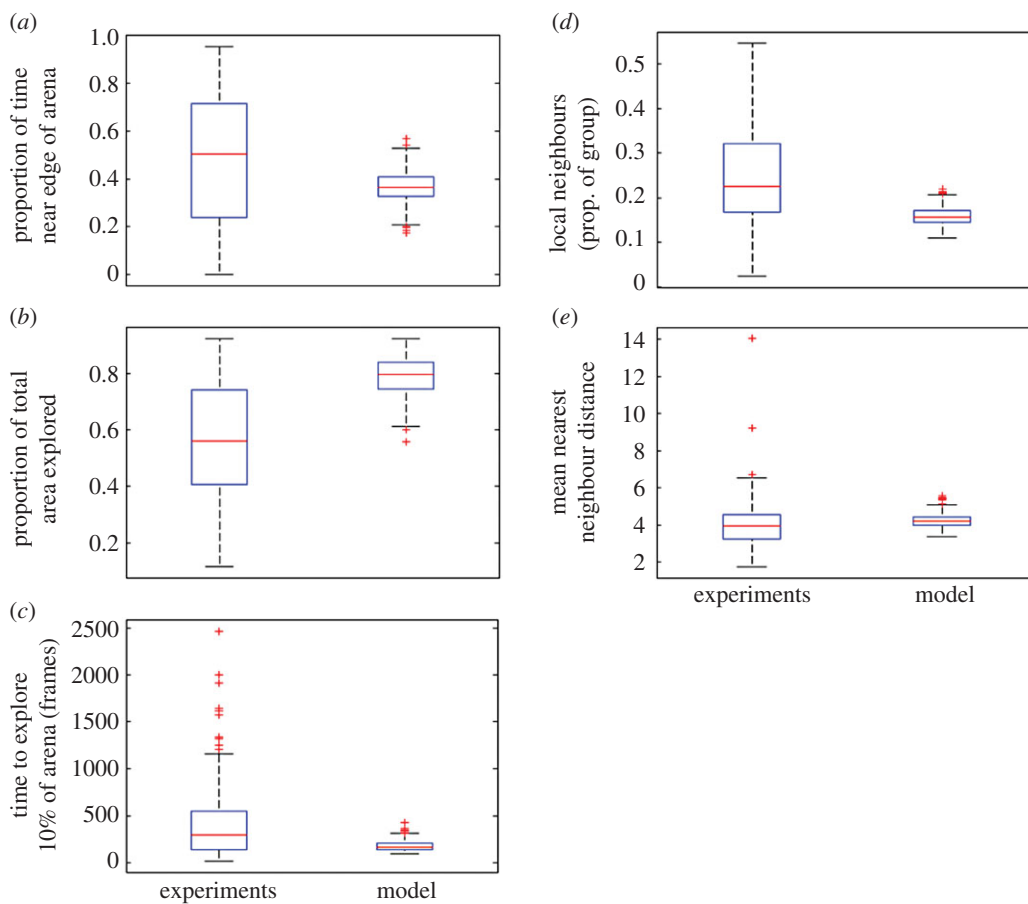 (a)
proportion of time
near edge of arena
1.0
0.8
0.6
0.4
0.2
0
(b)
proportion of total
area explored
0.8
0.6
0.4
0.2
(c)
time to explore
10% of arena (frames)
2500
2000
1500
1000
500
0
experiments model
(d)
local neighbours
(prop. of group)
0.5
0.4
0.3
0.2
0.1
0
(e)
mean nearest
neighbour distance
14
12
10
8
6
4
2
experiments model